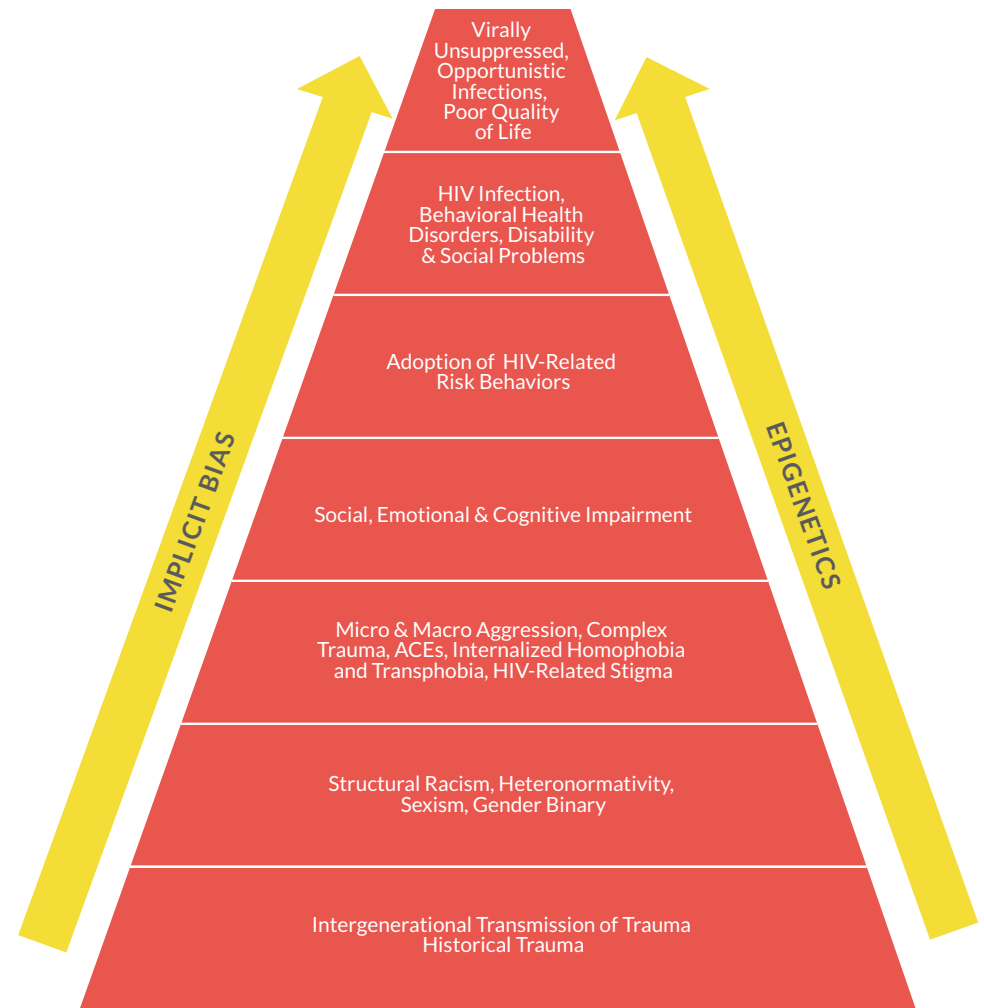 Virally
Unsuppressed,
Opportunistic
Infections,
Poor Quality
of Life
HIV Infection,
Behavioral Health
Disorders, Disability
& Social Problems
Adoption of HIV-Related
Risk Behaviors
IMPLICIT BIAS
EPIGENETICS
Social, Emotional & Cognitive Impairment
Micro & Macro Aggression, Complex
Trauma, ACEs, Internalized Homophobia
and Transphobia, HIV-Related Stigma
Structural Racism, Heteronormativity,
Sexism, Gender Binary
Intergenerational Transmission of Trauma
Historical Trauma